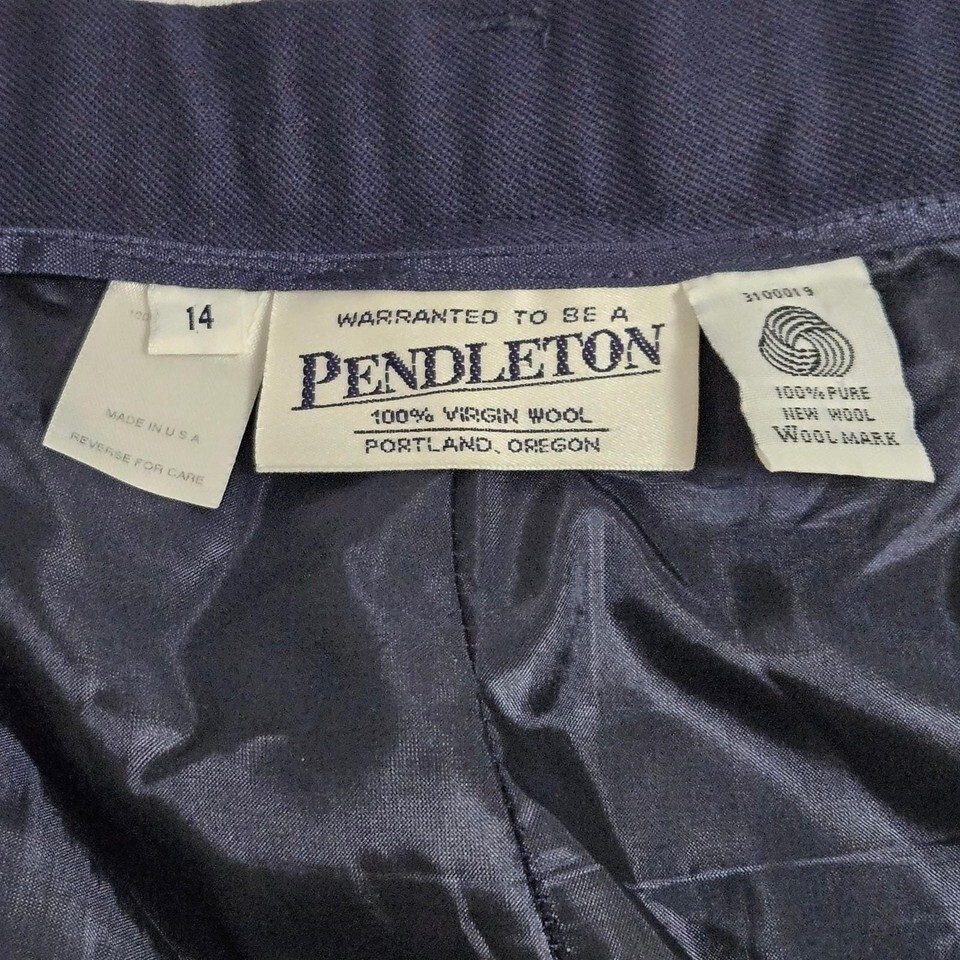 14
MADE IN U.S.A
REVERSE FOR CARE
WARRANTED TO BE A
PENDLETON
100% VIRGIN WOOL
PORTLAND, OREGON
3100019
100% PURE
NEW WOOL
WOOLMARK